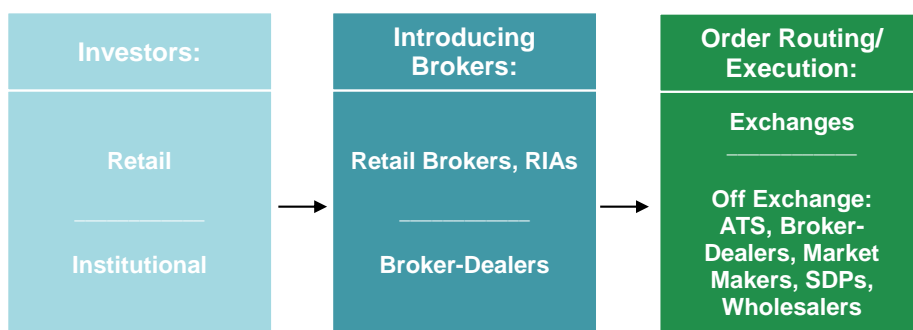 Investors:
Retail
Institutional
Introducing
Brokers:
Retail Brokers, RIAs
Broker-Dealers
Order Routing/
Execution:
Exchanges
Off Exchange:
ATS, Broker-
Dealers, Market
Makers, SDPs,
Wholesalers